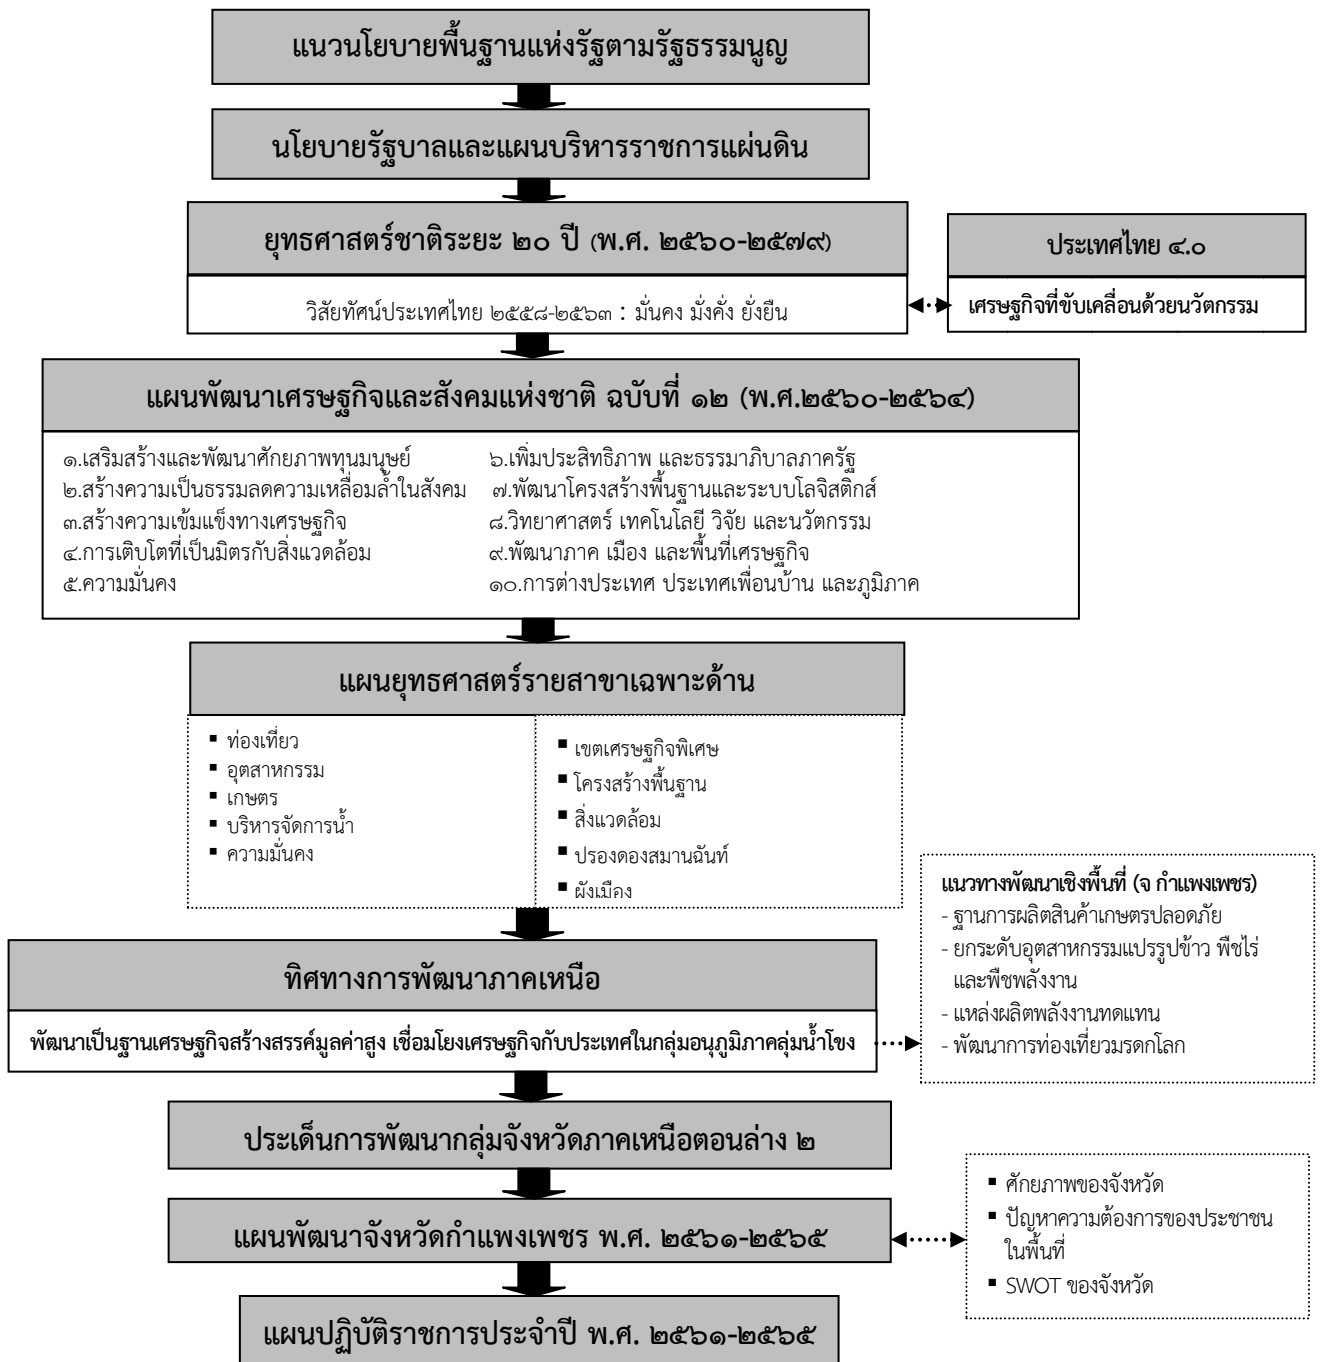 แนวนโยบายพื้นฐานแห่งรัฐตามรัฐธรรมนูญ
นโยบายรัฐบาลและแผนบริหารราชการแผ่นดิน
ยุทธศาสตร์ชาติระยะ ๒๐ ปี (พ.ศ. ๒๕๖๐-๒๕๗๙)
วิสัยทัศน์ประเทศไทย ๒๕๕๘-๒๕๖๓ : มั่นคง มั่งคั่ง ยั่งยืน
ประเทศไทย ๔.๐
เศรษฐกิจที่ขับเคลื่อนด้วยนวัตกรรม
แผนพัฒนาเศรษฐกิจและสังคมแห่งชาติ ฉบับที่ ๑๒ (พ.ศ.๒๕๖๐-๒๕๖๔)
๑.เสริมสร้างและพัฒนาศักยภาพทุนมนุษย์
๒.สร้างความเป็นธรรมลดความเหลื่อมล้ำในสังคม
๓.สร้างความเข้มแข็งทางเศรษฐกิจ
๔.การเติบโตที่เป็นมิตรกับสิ่งแวดล้อม
๕.ความมั่นคง
๖.เพิ่มประสิทธิภาพ และธรรมาภิบาลภาครัฐ
๗.พัฒนาโครงสร้างพื้นฐานและระบบโลจิสติกส์
๘.วิทยาศาสตร์ เทคโนโลยี วิจัย และนวัตกรรม
๙.พัฒนาภาค เมือง และพื้นที่เศรษฐกิจ
๑๐.การต่างประเทศ ประเทศเพื่อนบ้าน และภูมิภาค
แผนยุทธศาสตร์รายสาขาเฉพาะด้าน
▪ ท่องเที่ยว
▪ อุตสาหกรรม
▪ เกษตร
▪ บริหารจัดการน้ำ
▪ ความมั่นคง
▪ เขตเศรษฐกิจพิเศษ
▪ โครงสร้างพื้นฐาน
▪ สิ่งแวดล้อม
▪ ปรองดองสมานฉันท์
▪ ผังเมือง
ทิศทางการพัฒนาภาคเหนือ
พัฒนาเป็นฐานเศรษฐกิจสร้างสรรค์มูลค่าสูง เชื่อมโยงเศรษฐกิจกับประเทศในกลุ่มอนุภูมิภาคลุ่มน้ำโขง
แนวทางพัฒนาเชิงพื้นที่ (จ กำแพงเพชร)
- ฐานการผลิตสินค้าเกษตรปลอดภัย
- ยกระดับอุตสาหกรรมแปรรูปข้าว พืชไร่
และพืชพลังงาน
- แหล่งผลิตพลังงานทดแทน
- พัฒนาการท่องเที่ยวมรดกโลก
ประเด็นการพัฒนากลุ่มจังหวัดภาคเหนือตอนล่าง ๒
แผนพัฒนาจังหวัดกำแพงเพชร พ.ศ. ๒๕๖๑-๒๕๖๕
▪ ศักยภาพของจังหวัด
▪ ปัญหาความต้องการของประชาชน
ในพื้นที่
▪ SWOT ของจังหวัด
แผนปฏิบัติราชการประจำปี พ.ศ. ๒๕๖๑-๒๕๖๕